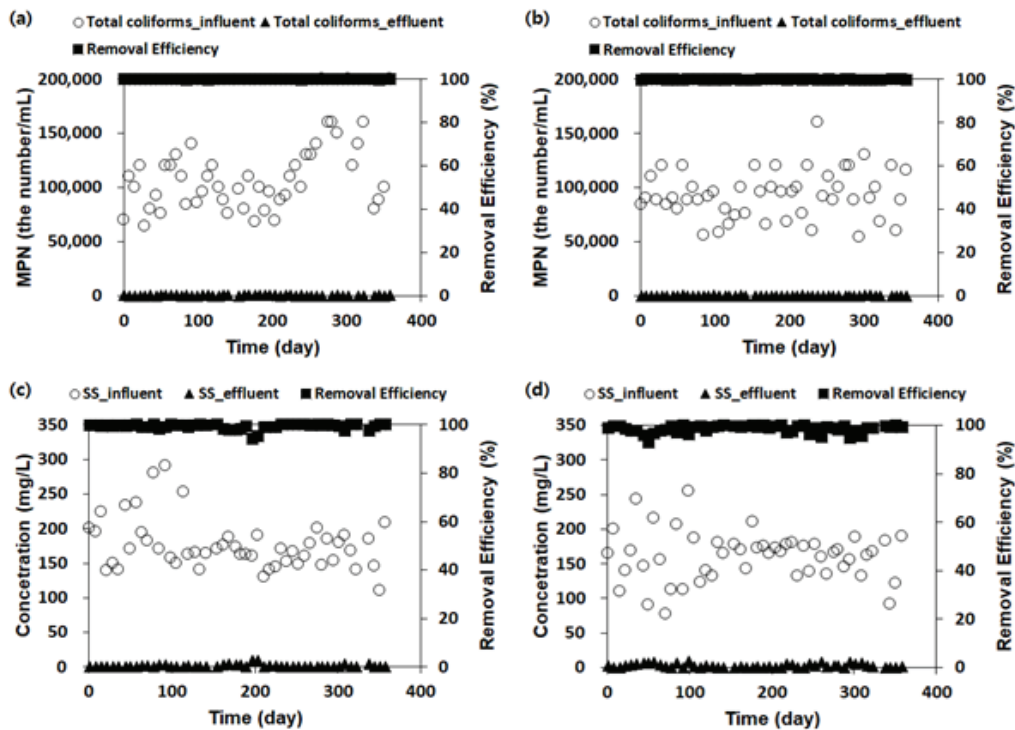 (a) ○ Total coliforms_influent ▲ Total coliforms_effluent
■ Removal Efficiency
MPN (the number/mL)
200,000
150,000
100,000
50,000
0
100
80
60
40
20
0
Removal Efficiency (%)
0 100 200 300 400
Time (day)
(b) ○ Total coliforms_influent ▲ Total coliforms_effluent
■ Removal Efficiency
MPN (the number/mL)
200,000
150,000
100,000
50,000
0
100
80
60
40
20
0
Removal Efficiency (%)
0 100 200 300 400
Time (day)
(c) ○ SS_influent ▲ SS_effluent ■ Removal Efficiency
Concetration (mg/L)
350
300
250
200
150
100
50
0
100
80
60
40
20
0
Removal Efficiency (%)
0 100 200 300 400
Time (day)
(d) ○ SS_influent ▲ SS_effluent ■ Removal Efficiency
Concetration (mg/L)
350
300
250
200
150
100
50
0
100
80
60
40
20
0
Removal Efficiency (%)
0 100 200 300 400
Time (day)